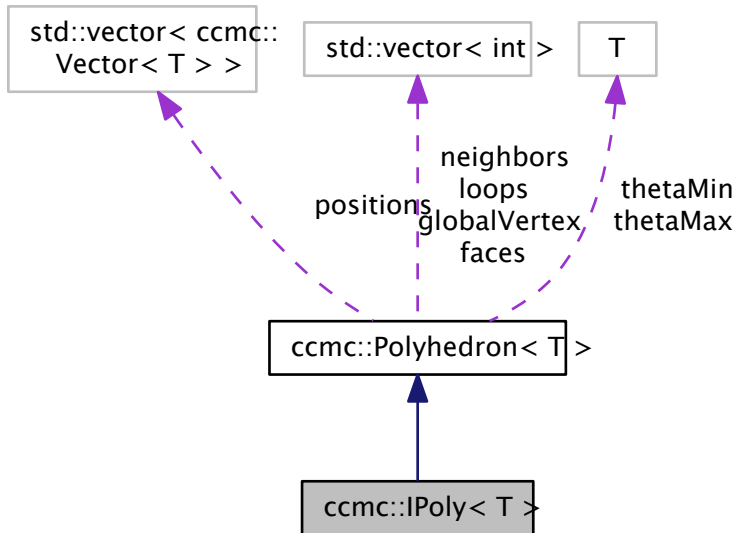 std::vector< ccmc::
Vector< T > >
std::vector< int >
T
positions
neighbors
loops
globalVertex
faces
thetaMin
thetaMax
ccmc::Polyhedron< T >
ccmc::IPoly< T >